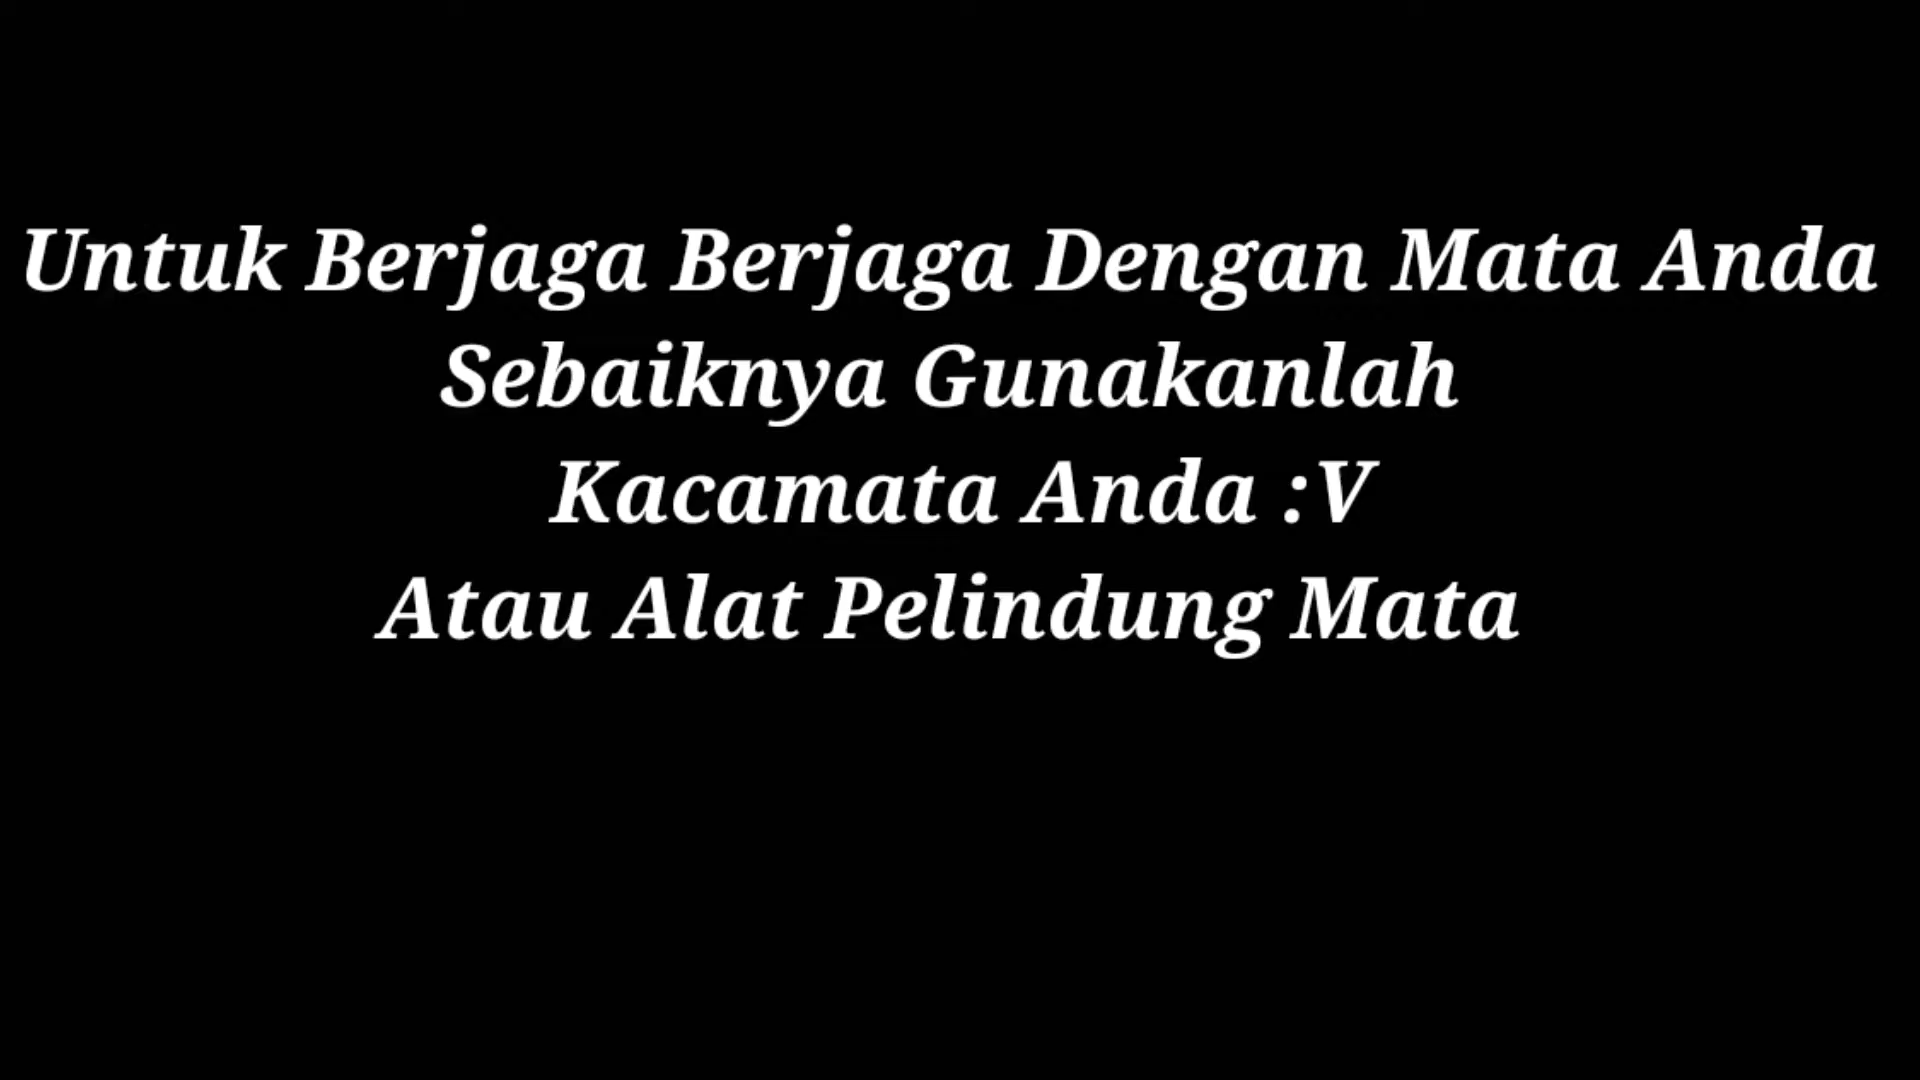 Untuk Berjaga Berjaga Dengan Mata Anda
Sebaiknya Gunakanlah
Kacamata Anda :V
Atau Alat Pelindung Mata